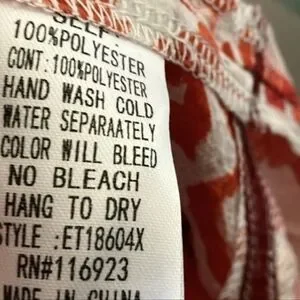 SELF:
100%POLYESTER
CONT:100%POLYESTER
HAND WASH COLD
WATER SEPARAATELY
COLOR WILL BLEED
NO BLEACH
HANG TO DRY
STYLE :ET18604X
RN#116923
MADE IN CHINA